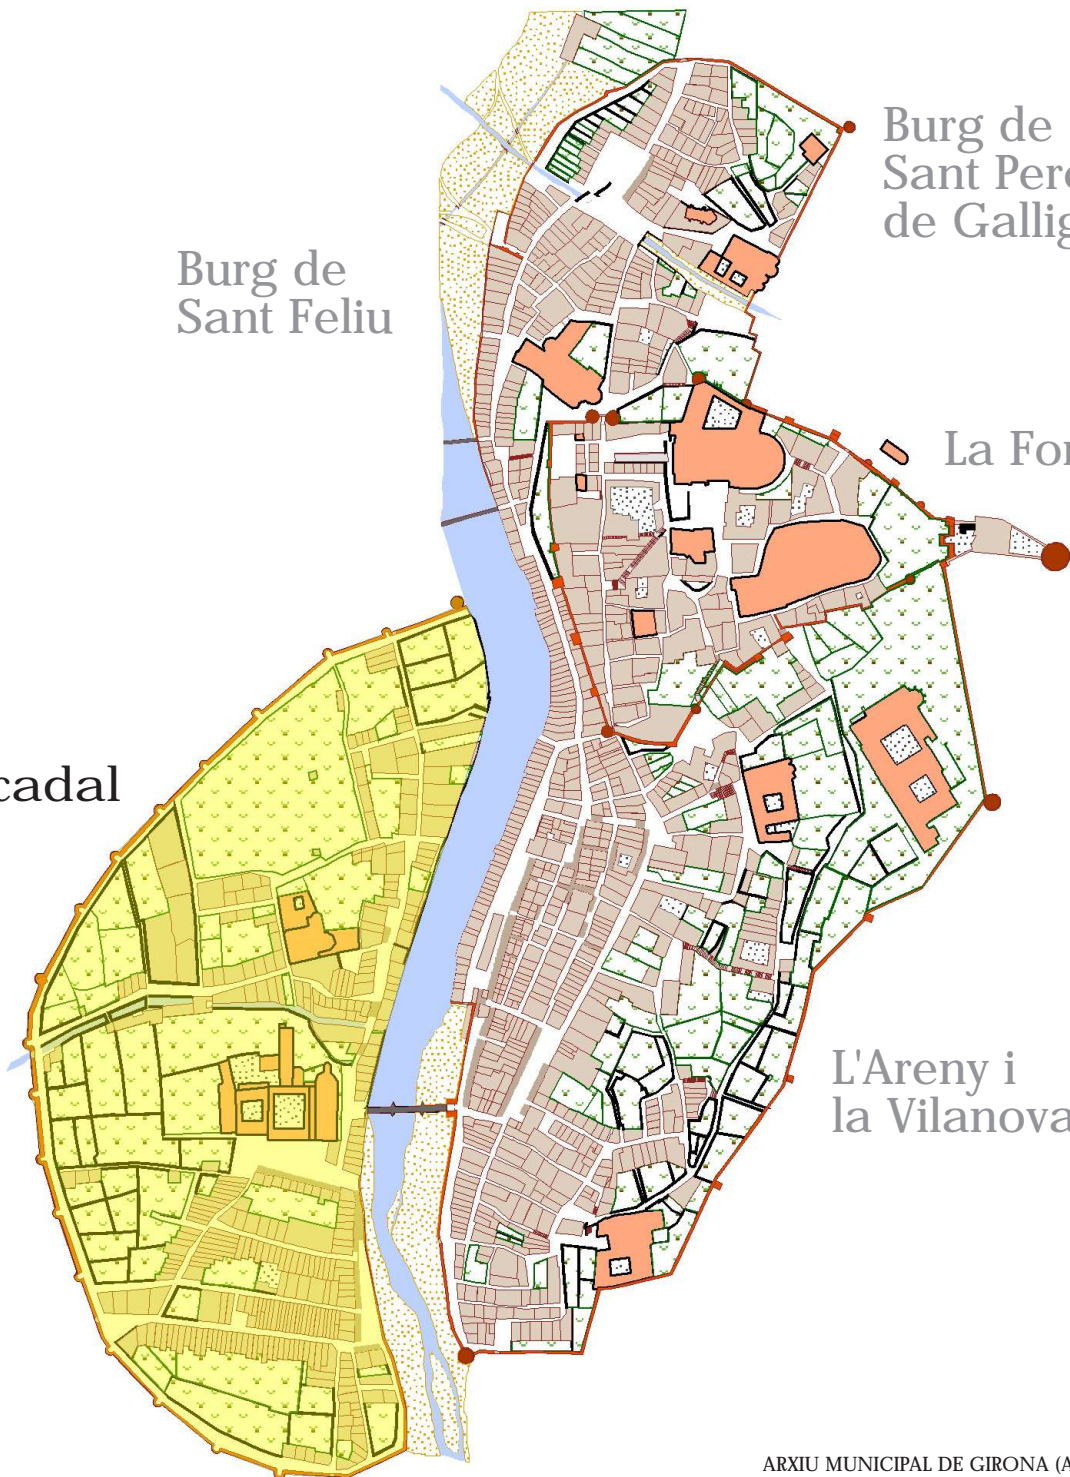 Burg de
Sant Pere
de Gallig
Burg de
Sant Feliu
La For
cadal
L'Areny i
la Vilanova
ARXIU MUNICIPAL DE GIRONA (A